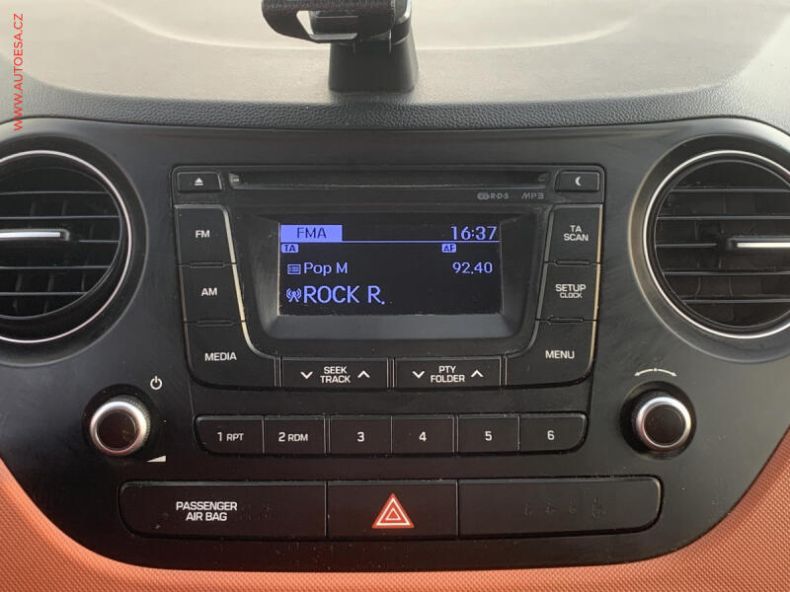 WWW.AUTOESA.CZ
R·D·S MP3
FM
AM
MEDIA
FMA 16:37
TA AF
Pop M 92.40
ROCK R.
TA
SCAN
SETUP
CLOCK
MENU
SEEK
TRACK
PTY
FOLDER
1 RPT 2 RDM 3 4 5 6
PASSENGER
AIR BAG